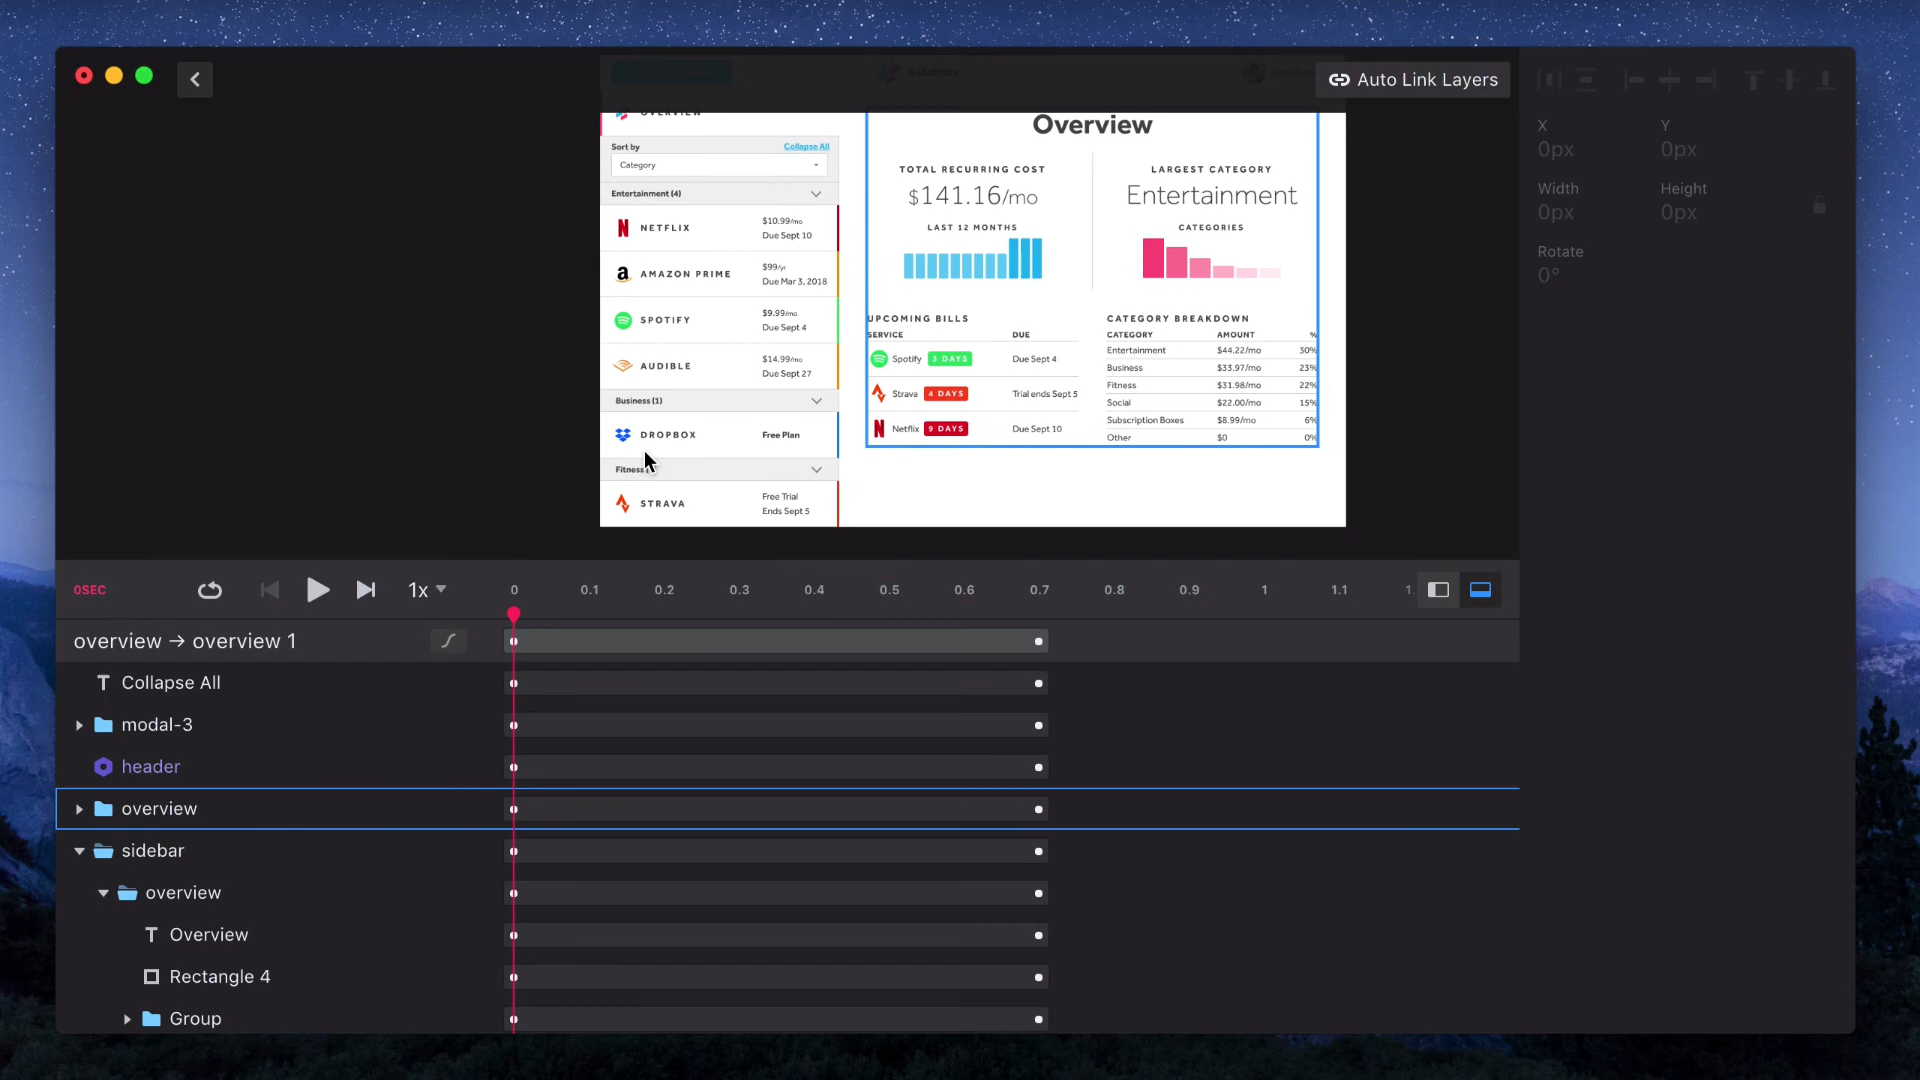 Substrate
Auto Link Layers
OVERVIEW
Sort by
Collapse All
Category
Entertainment (4)
NETFLIX
$10.99/mo
Due Sept 10
AMAZON PRIME
$99/yr
Due Mar 3, 2018
SPOTIFY
$9.99/mo
Due Sept 4
AUDIBLE
$14.99/mo
Due Sept 27
Business (1)
DROPBOX
Free Plan
Fitness
STRAVA
Free Trial
Ends Sept 5
Overview
TOTAL RECURRING COST
$141.16/mo
LAST 12 MONTHS
LARGEST CATEGORY
Entertainment
CATEGORIES
UPCOMING BILLS
SERVICE DUE
Spotify 3 DAYS Due Sept 4
Strava 4 DAYS Trial ends Sept 5
Netflix 9 DAYS Due Sept 10
CATEGORY BREAKDOWN
CATEGORY AMOUNT %
Entertainment $44.22/mo 30%
Business $33.97/mo 23%
Fitness $31.98/mo 22%
Social $22.00/mo 15%
Subscription Boxes $8.99/mo 6%
Other $0 0%
X Y
0px 0px
Width Height
0px 0px
Rotate
0°
0SEC 1x 0 0.1 0.2 0.3 0.4 0.5 0.6 0.7 0.8 0.9 1 1.1 1.
overview → overview 1
Collapse All
modal-3
header
overview
sidebar
overview
Overview
Rectangle 4
Group